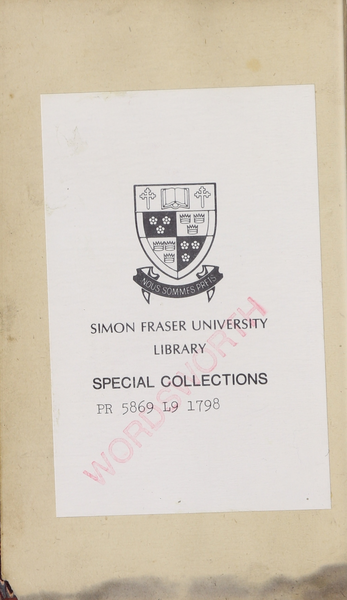 NOUS SOMMES PRETS
SIMON FRASER UNIVERSITY
LIBRARY
SPECIAL COLLECTIONS
PR 5869 L9 1798
WORDSWORTH